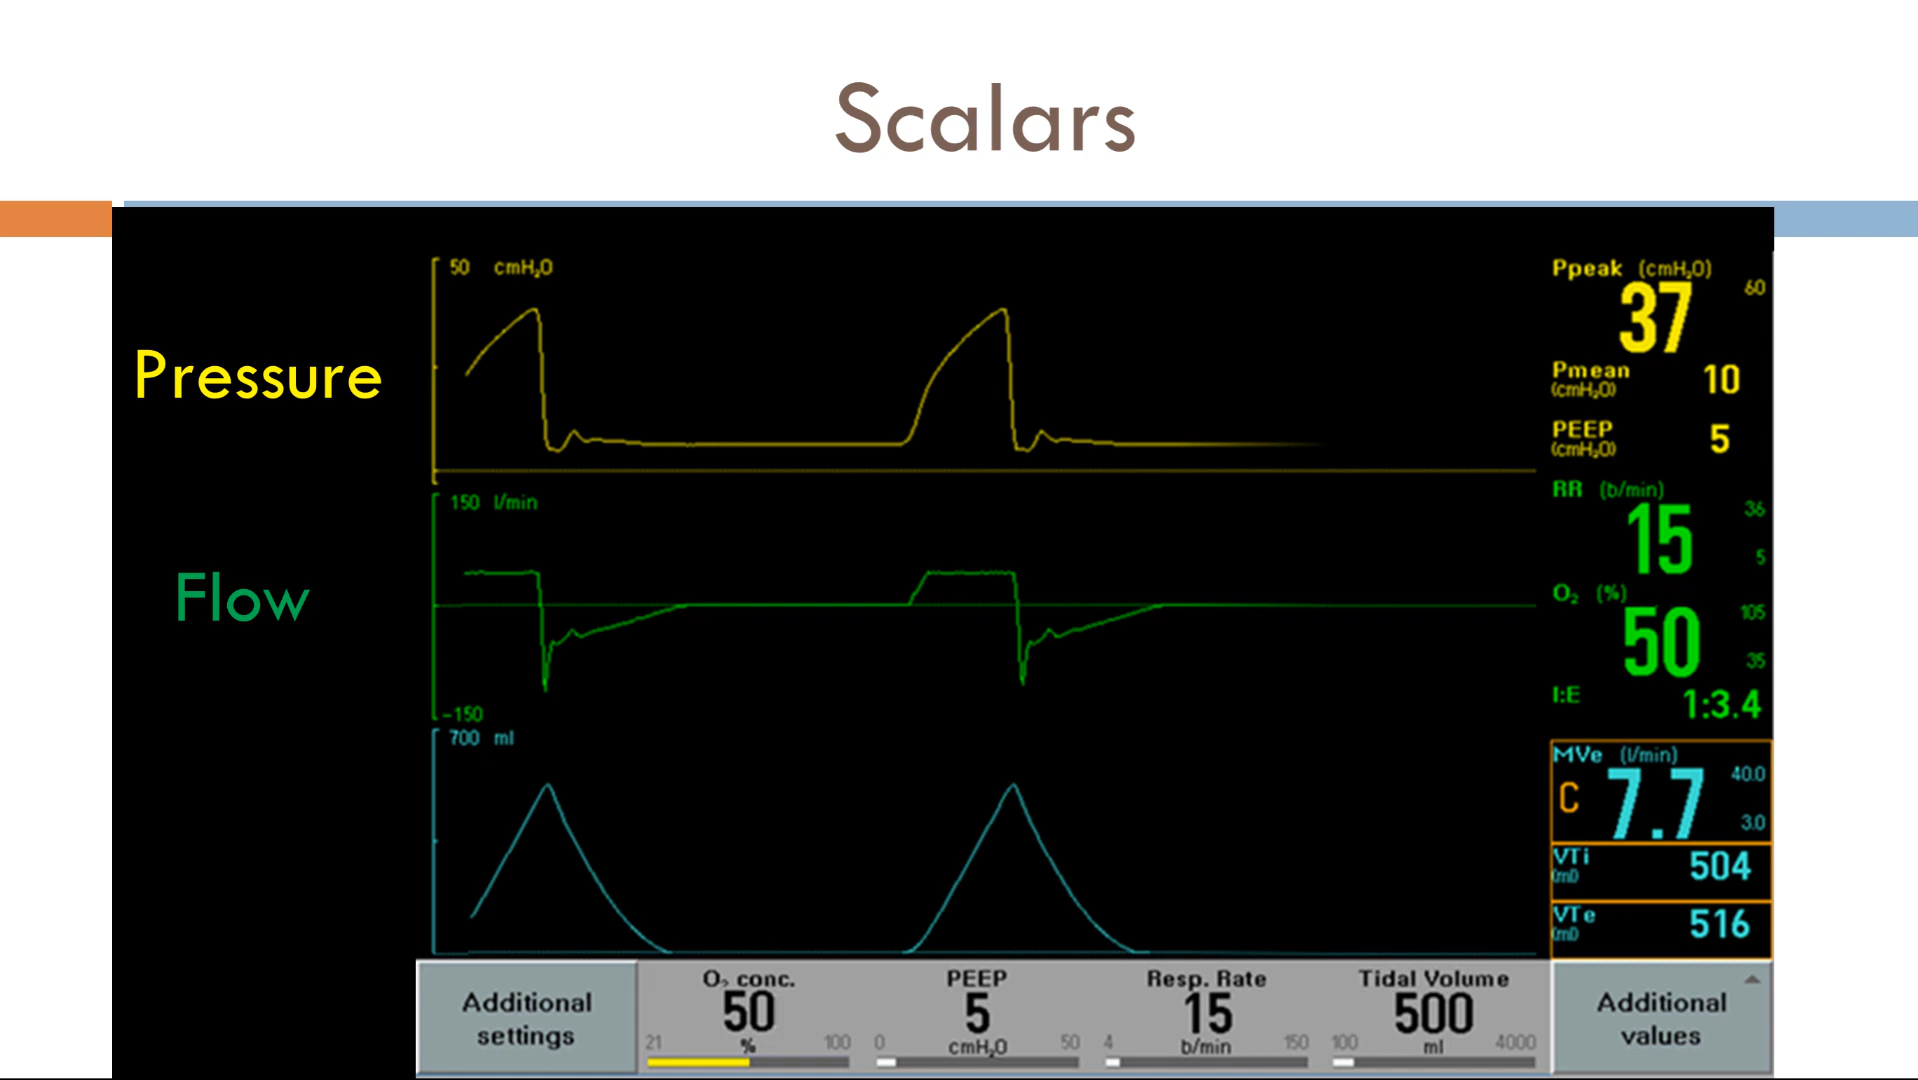 Scalars
50 cmH₂O
Pressure
150 l/min
Flow
-150
700 ml
Ppeak (cmH₂O)
37 60
Pmean 10
(cmH₂O)
PEEP 5
(cmH₂O)
RR (b/min)
15 36
5
O₂ (%)
50 105
35
I:E 1:3.4
MVe (l/min)
C 7.7 40.0
3.0
VTi 504
(ml)
VTe 516
(ml)
Additional
settings
O₂ conc.
50
21 % 100
PEEP
5
0 cmH₂O 50
Resp. Rate
15
4 b/min 150
Tidal Volume
500
100 ml 4000
Additional
values